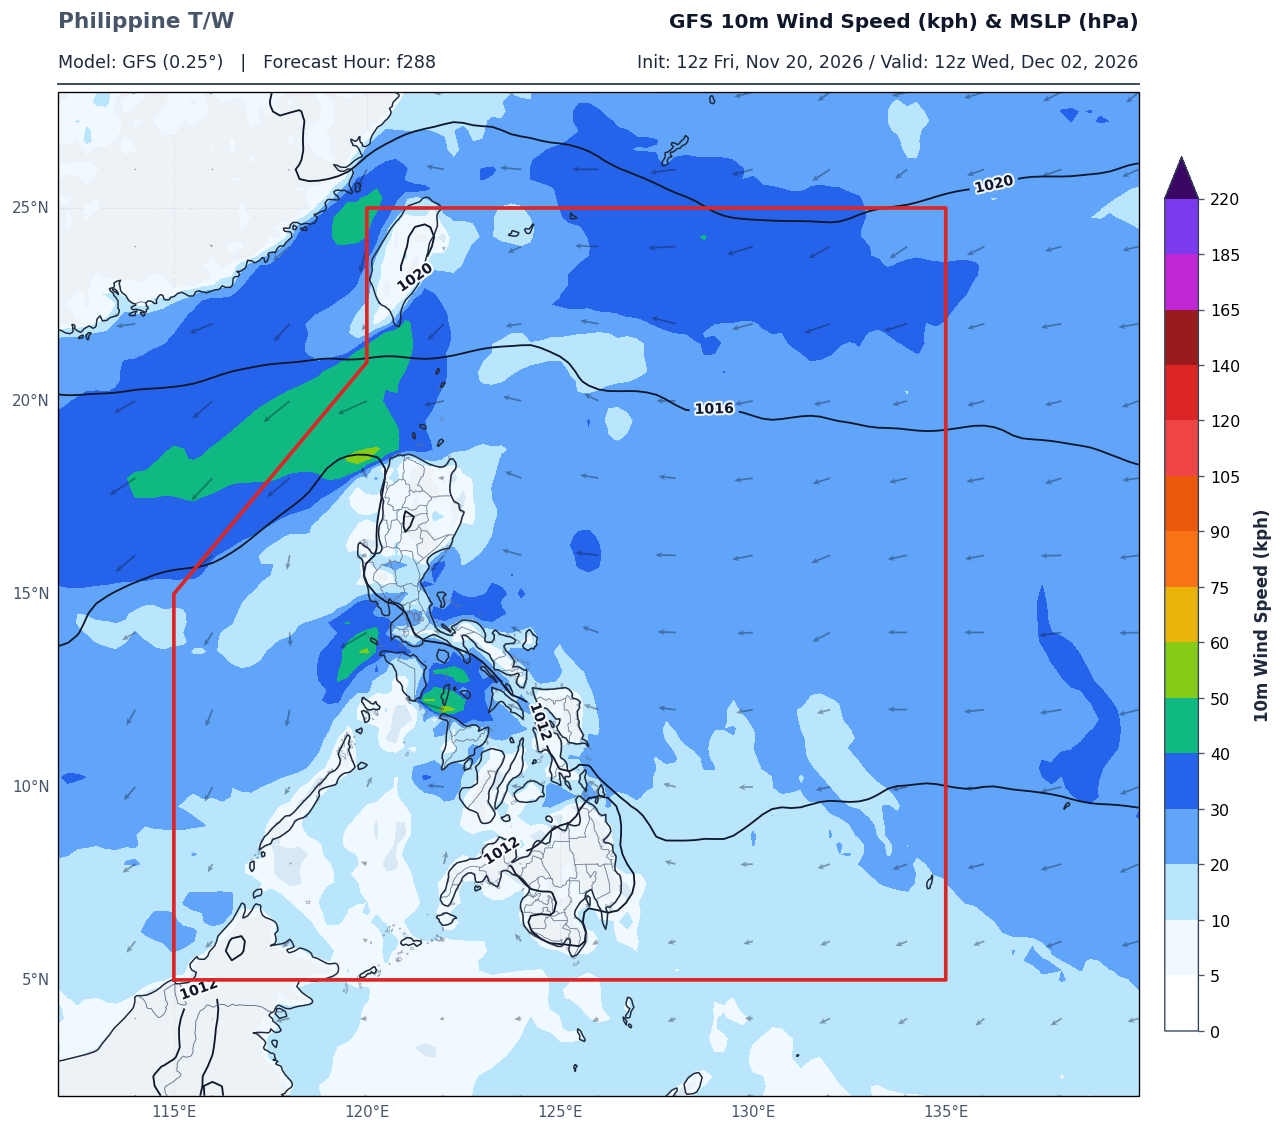 Philippine T/W
GFS 10m Wind Speed (kph) & MSLP (hPa)
Model: GFS (0.25°) | Forecast Hour: f288
Init: 12z Fri, Nov 20, 2026 / Valid: 12z Wed, Dec 02, 2026
1020
1020
1016
1012
1012
1012
25°N
20°N
15°N
10°N
5°N
115°E
120°E
125°E
130°E
135°E
220
185
165
140
120
105
90
75
60
50
40
30
20
10
5
0
10m Wind Speed (kph)